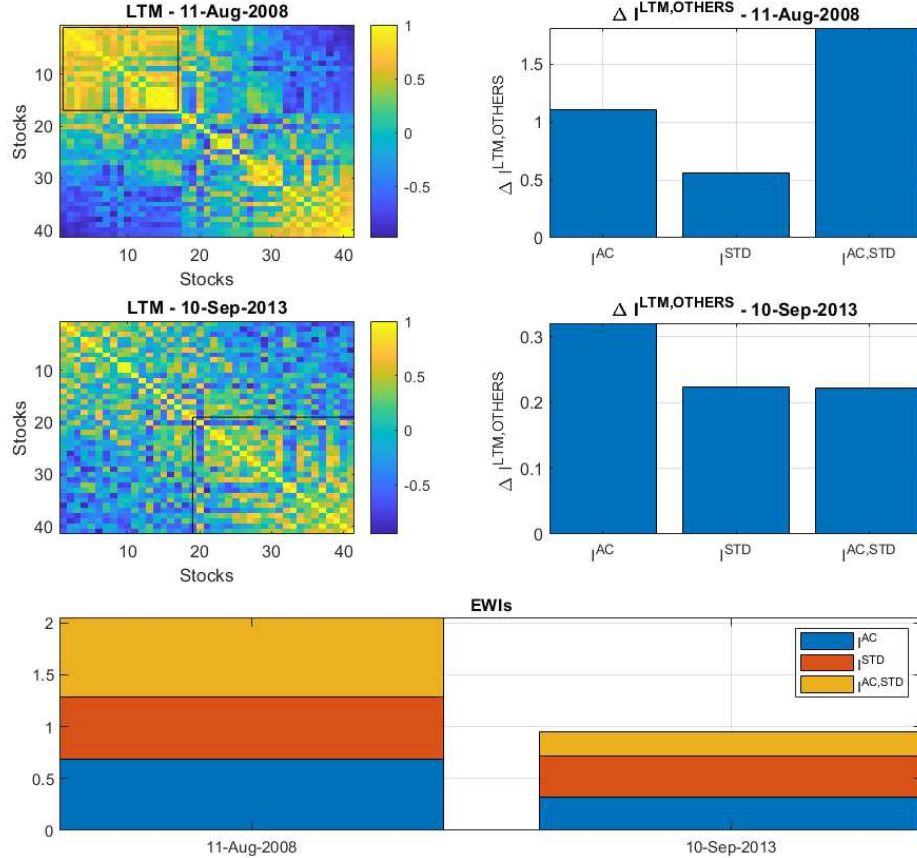 LTM - 11-Aug-2008
10
20
30
40
Stocks
10 20 30 40
Stocks
1
0.5
0
-0.5
Δ I^LTM,OTHERS - 11-Aug-2008
Δ I^LTM,OTHERS
1.5
1
0.5
0
I^AC I^STD I^AC,STD
LTM - 10-Sep-2013
10
20
30
40
Stocks
10 20 30 40
Stocks
1
0.5
0
-0.5
Δ I^LTM,OTHERS - 10-Sep-2013
Δ I^LTM,OTHERS
0.3
0.2
0.1
0
I^AC I^STD I^AC,STD
EWIs
2
1.5
1
0.5
0
I^AC
I^STD
I^AC,STD
11-Aug-2008 10-Sep-2013